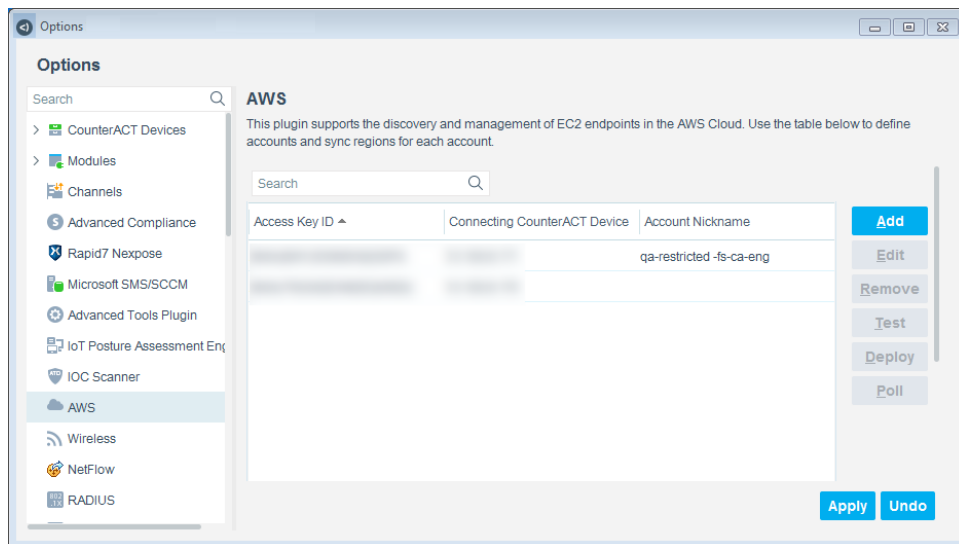 Options
Options
Search
CounterACT Devices
Modules
Channels
Advanced Compliance
Rapid7 Nexpose
Microsoft SMS/SCCM
Advanced Tools Plugin
IoT Posture Assessment Eng
IOC Scanner
AWS
Wireless
NetFlow
RADIUS
AWS
This plugin supports the discovery and management of EC2 endpoints in the AWS Cloud. Use the table below to define
accounts and sync regions for each account.
Search
Access Key ID Connecting CounterACT Device Account Nickname
qa-restricted -fs-ca-eng
Add
Edit
Remove
Test
Deploy
Poll
Apply Undo